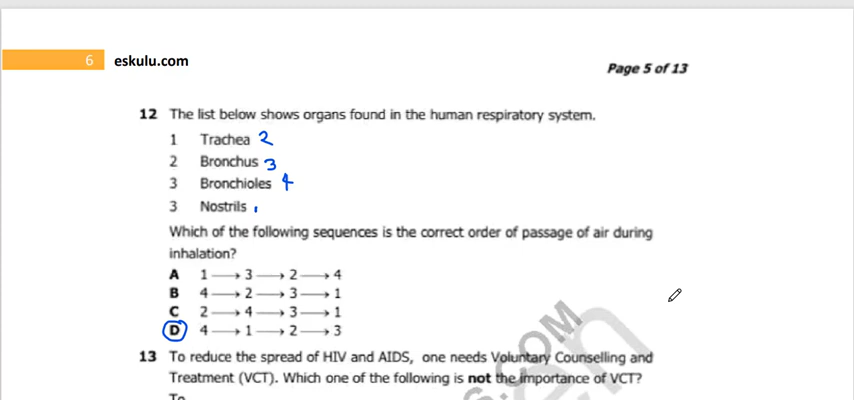 6 eskulu.com
Page 5 of 13
12 The list below shows organs found in the human respiratory system.
1 Trachea 2
2 Bronchus 3
3 Bronchioles 4
3 Nostrils 1
Which of the following sequences is the correct order of passage of air during
inhalation?
A 1 → 3 → 2 → 4
B 4 → 2 → 3 → 1
C 2 → 4 → 3 → 1
D 4 → 1 → 2 → 3
13 To reduce the spread of HIV and AIDS, one needs Voluntary Counselling and
Treatment (VCT). Which one of the following is not the importance of VCT?
To
.COM